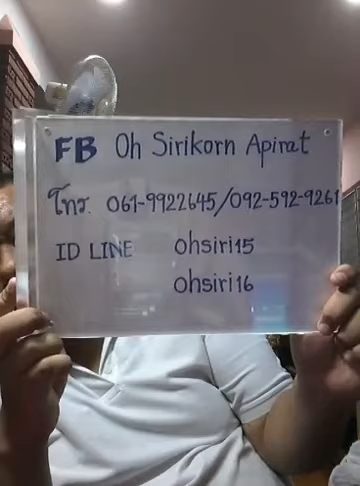 FB Oh Sirikorn Apirat
โทร. 061-9922645/092-592-9261
ID LINE ohsiri15
ohsiri16